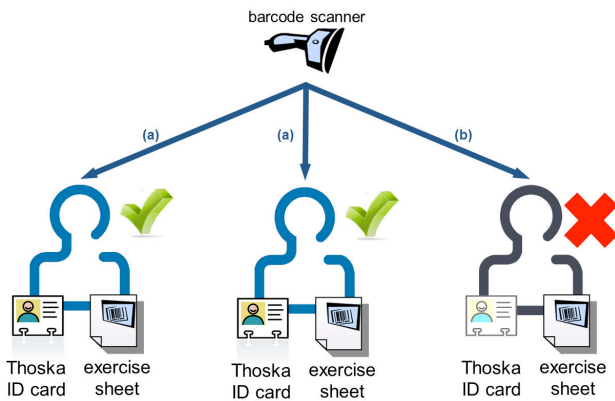 barcode scanner
(a)
(a)
(b)
Thoska
ID card
exercise
sheet
Thoska
ID card
exercise
sheet
Thoska
ID card
exercise
sheet